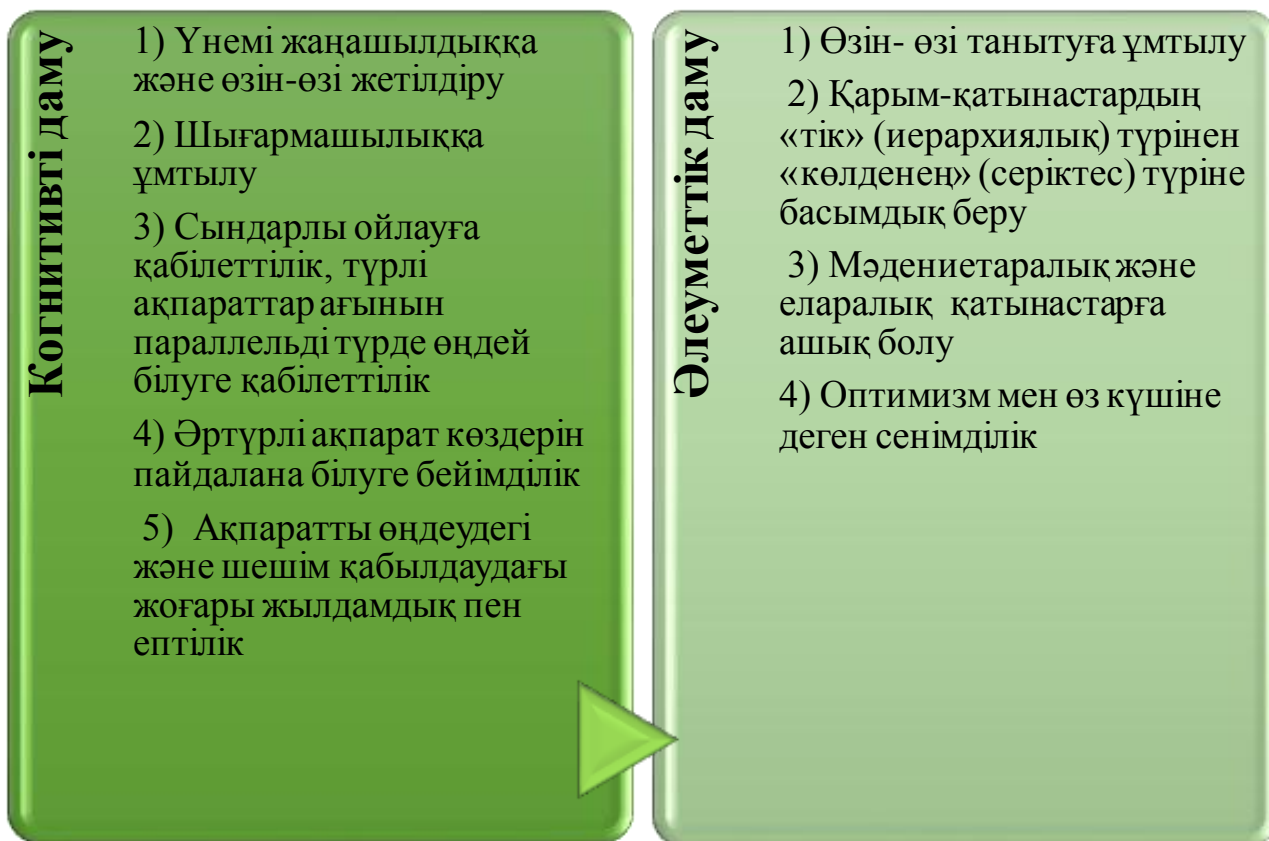 Когнитивті даму
1) Үнемі жаңашылдыққа
және өзін-өзі жетілдіру
2) Шығармашылыққа
ұмтылу
3) Сындарлы ойлауға
қабілеттілік, түрлі
ақпараттар ағынын
параллельді түрде өңдей
білуге қабілеттілік
4) Әртүрлі ақпарат көздерін
пайдалана білуге бейімділік
5) Ақпаратты өңдеудегі
және шешім қабылдаудағы
жоғары жылдамдық пен
ептілік
Әлеуметтік даму
1) Өзін- өзі танытуға ұмтылу
2) Қарым-қатынастардың
«тік» (иерархиялық) түрінен
«көлденең» (серіктес) түріне
басымдық беру
3) Мәдениетаралық және
еларалық қатынастарға
ашық болу
4) Оптимизм мен өз күшіне
деген сенімділік